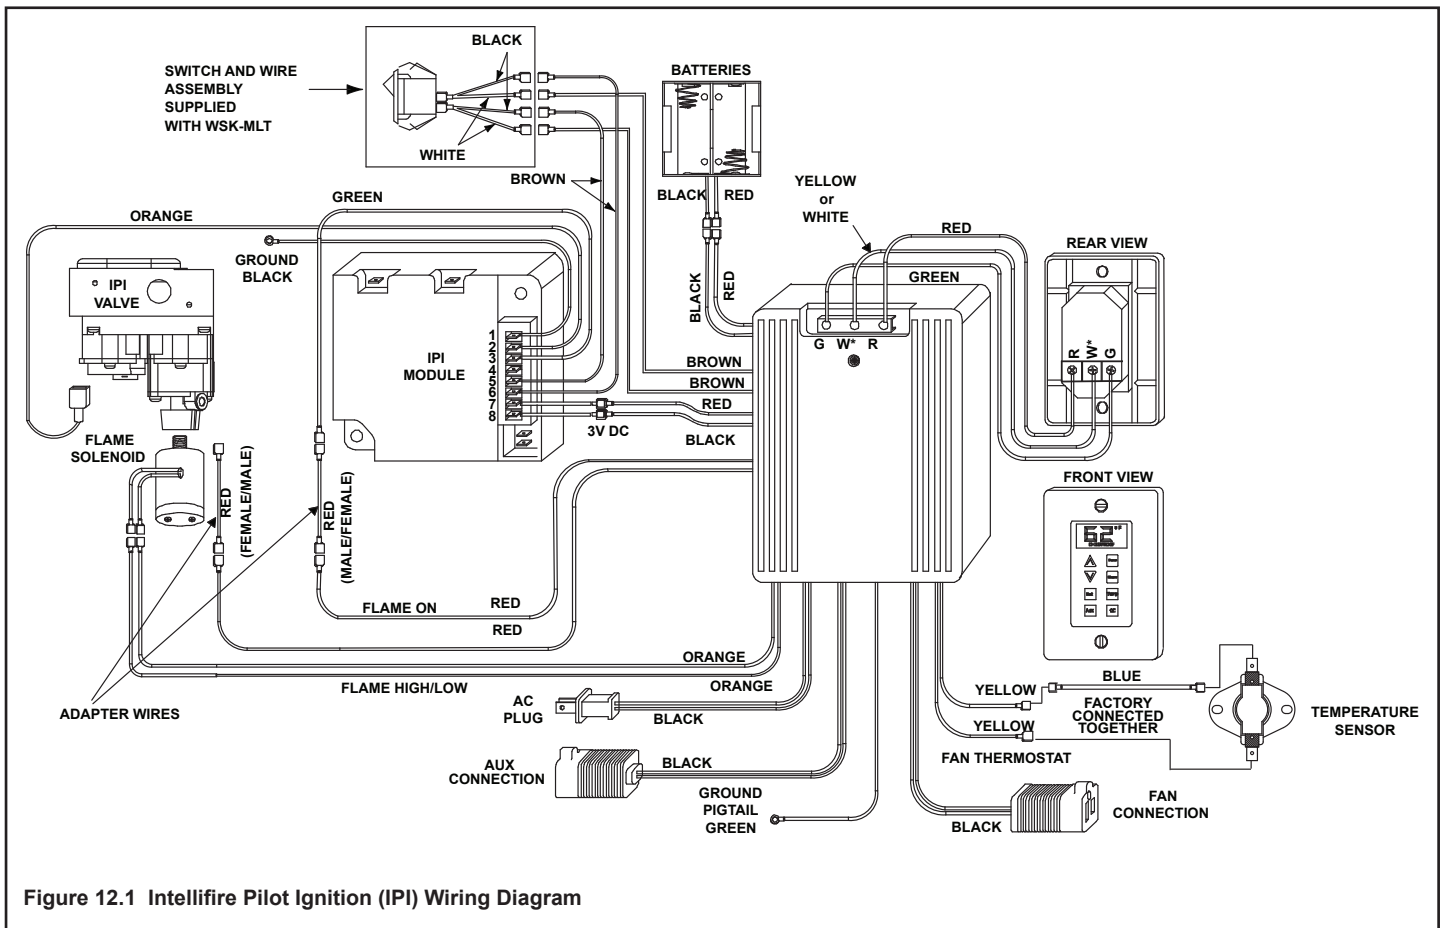 BLACK
SWITCH AND WIRE
ASSEMBLY
SUPPLIED
WITH WSK-MLT
WHITE
BATTERIES
BLACK
RED
BROWN
YELLOW
or
WHITE
GREEN
ORANGE
RED
REAR VIEW
GROUND
BLACK
GREEN
IPI
VALVE
BLACK
RED
G W* R
R
W*
G
1
2
3
4
5
6
7
8
IPI
MODULE
BROWN
BROWN
RED
3V DC
BLACK
FLAME
SOLENOID
RED
(FEMALE/MALE)
RED
(MALE/FEMALE)
FRONT VIEW
62°F
FLAME ON
RED
RED
ORANGE
FLAME HIGH/LOW
ORANGE
ADAPTER WIRES
AC
PLUG
BLACK
YELLOW
BLUE
FACTORY
CONNECTED
TOGETHER
YELLOW
TEMPERATURE
SENSOR
FAN THERMOSTAT
AUX
CONNECTION
BLACK
GROUND
PIGTAIL
GREEN
BLACK
FAN
CONNECTION
Figure 12.1 Intellifire Pilot Ignition (IPI) Wiring Diagram